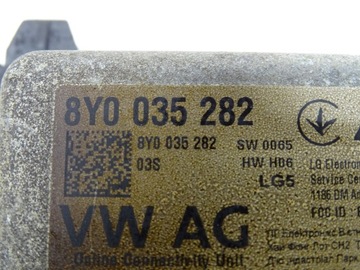 8Y0 035 282
8Y0 035 282
SW 0065
03S
HW H06
LG5
LG Electron
Service Cen
1186 DM Am
FCC ID
VW AG
Online Connectivity Unit